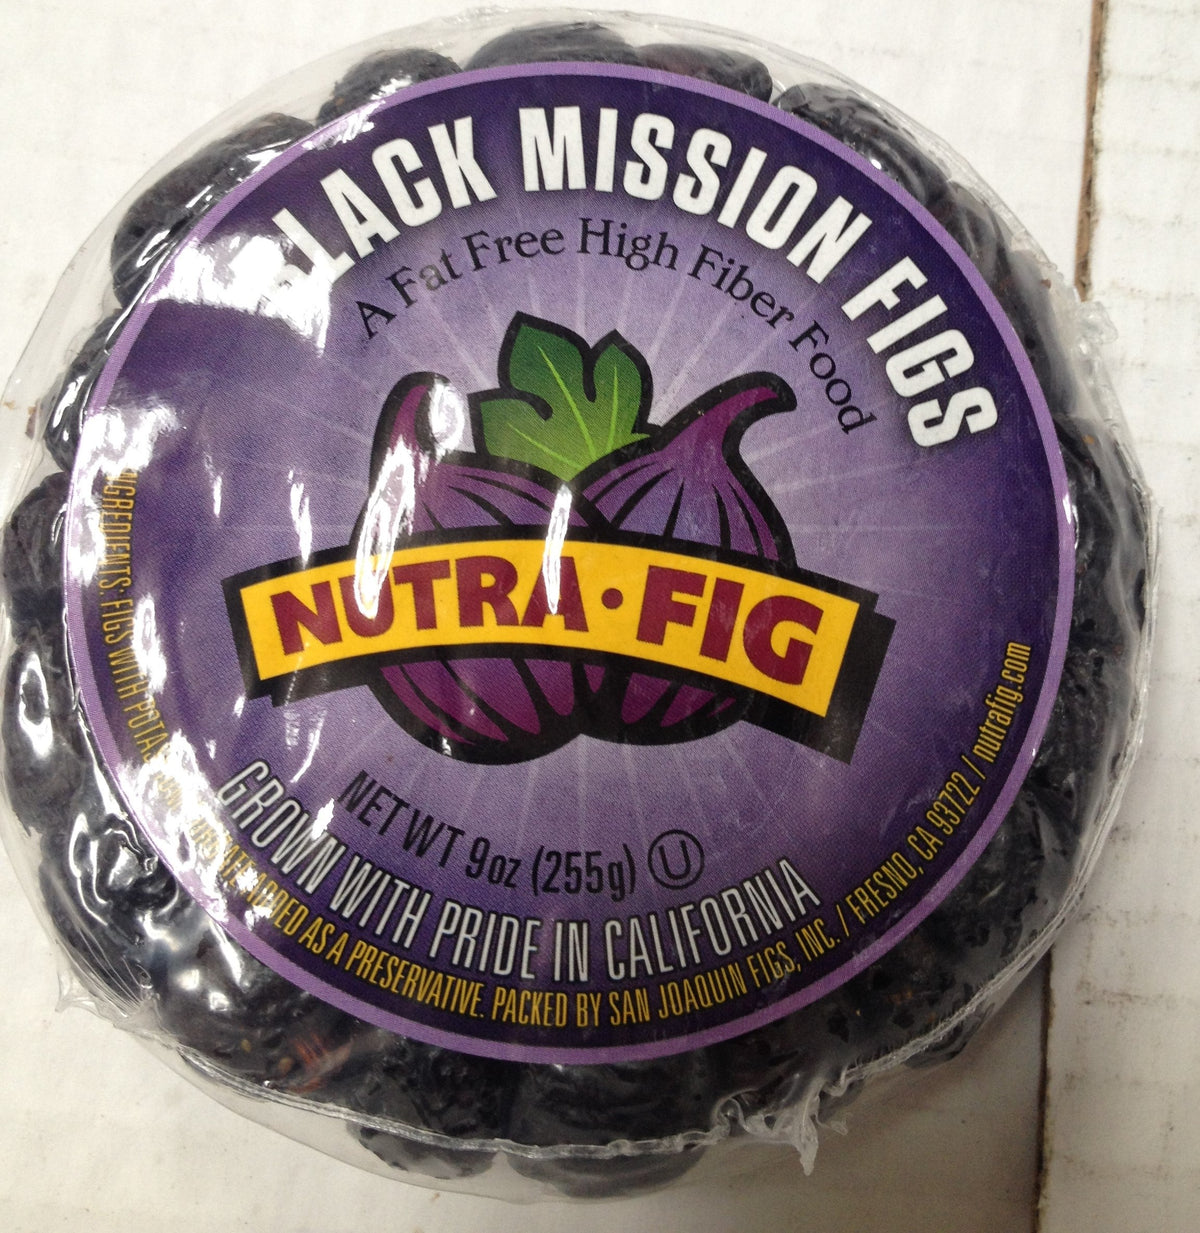 BLACK MISSION FIGS
A Fat Free High Fiber Food
NUTRA·FIG
NET WT 9oz (255g) U
GROWN WITH PRIDE IN CALIFORNIA
INGREDIENTS: FIGS WITH ADDED AS A PRESERVATIVE. PACKED BY SAN JOAQUIN FIGS, INC. / FRESNO, CA 93722 / nutrafig.com